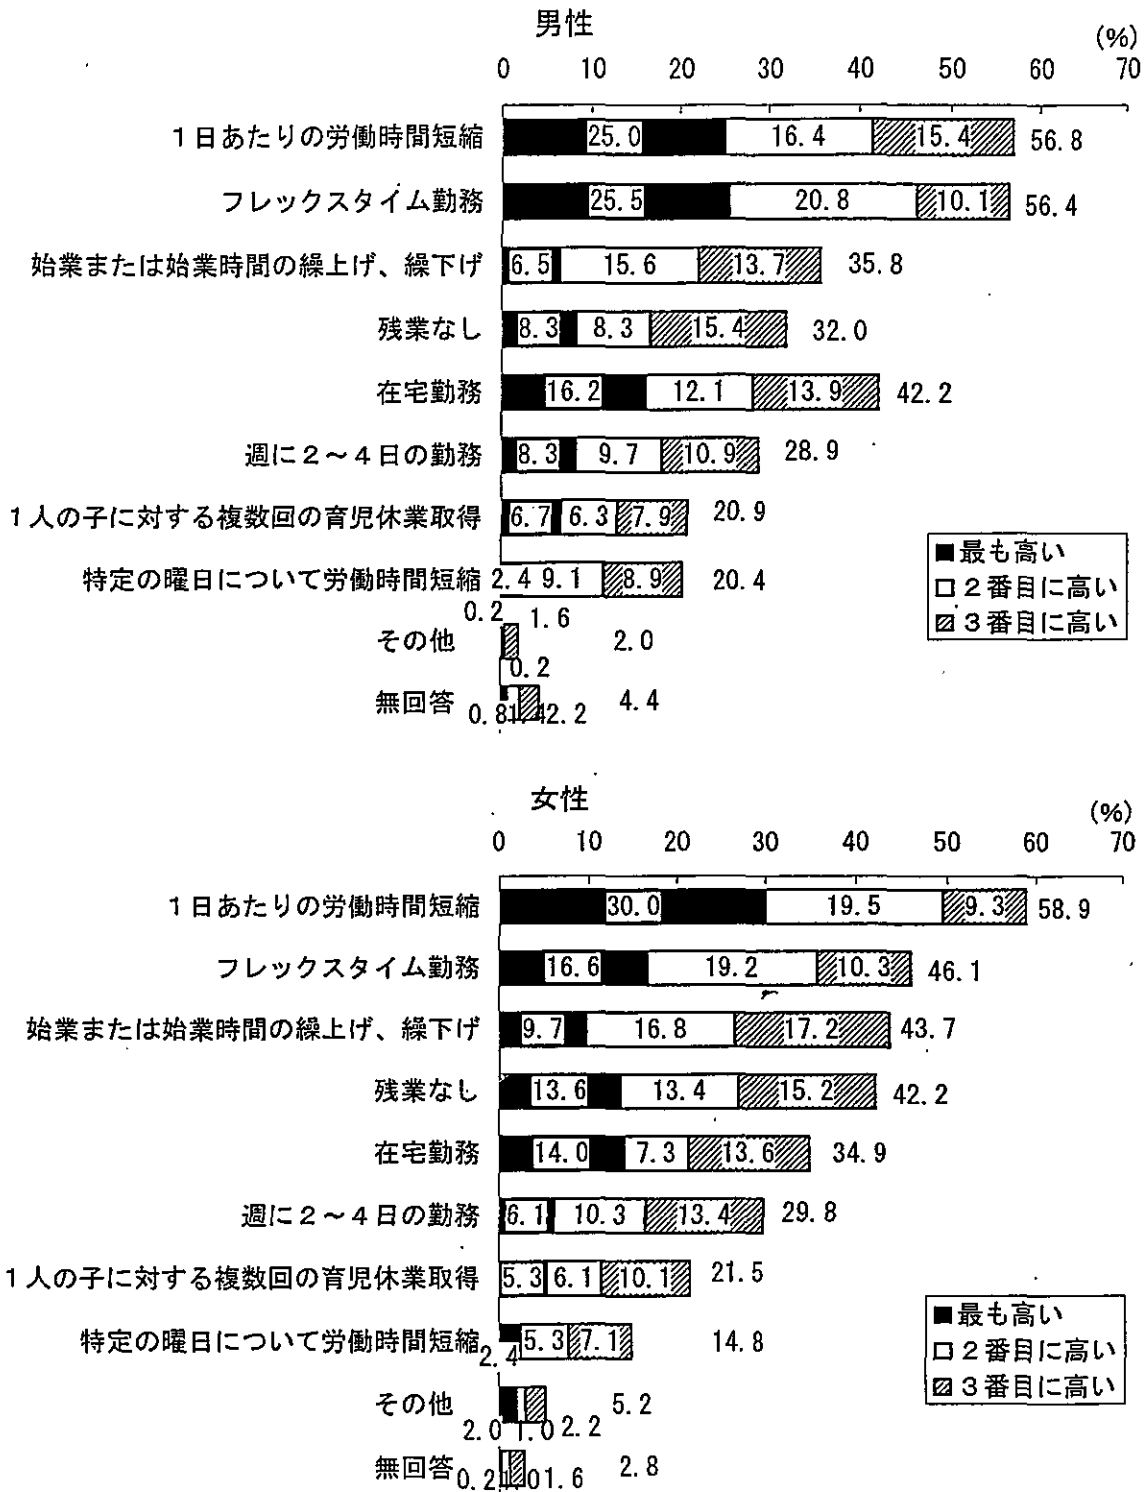 男性
(%)
0 10 20 30 40 50 60 70
1日あたりの労働時間短縮 25.0 16.4 15.4 56.8
フレックスタイム勤務 25.5 20.8 10.1 56.4
始業または始業時間の繰上げ、繰下げ 6.5 15.6 13.7 35.8
残業なし 8.3 8.3 15.4 32.0
在宅勤務 16.2 12.1 13.9 42.2
週に2～4日の勤務 8.3 9.7 10.9 28.9
1人の子に対する複数回の育児休業取得 6.7 6.3 7.9 20.9
特定の曜日について労働時間短縮 2.4 9.1 8.9 20.4
その他 0.2 0.2 1.6 2.0
無回答 0.8 1.4 2.2 4.4
■最も高い
□2番目に高い
▨3番目に高い
女性
(%)
0 10 20 30 40 50 60 70
1日あたりの労働時間短縮 30.0 19.5 9.3 58.9
フレックスタイム勤務 16.6 19.2 10.3 46.1
始業または始業時間の繰上げ、繰下げ 9.7 16.8 17.2 43.7
残業なし 13.6 13.4 15.2 42.2
在宅勤務 14.0 7.3 13.6 34.9
週に2～4日の勤務 6.1 10.3 13.4 29.8
1人の子に対する複数回の育児休業取得 5.3 6.1 10.1 21.5
特定の曜日について労働時間短縮 2.4 5.3 7.1 14.8
その他 2.0 1.0 2.2 5.2
無回答 0.2 1.0 1.6 2.8
■最も高い
□2番目に高い
▨3番目に高い